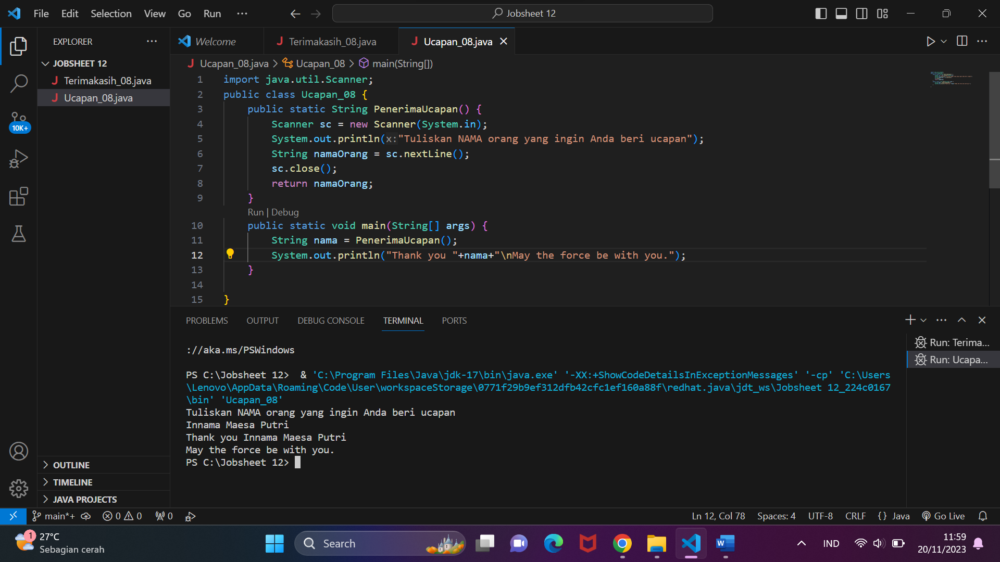 File Edit Selection View Go Run ··· Jobsheet 12
EXPLORER ···
JOBSHEET 12
Terimakasih_08.java
Ucapan_08.java
10K+
OUTLINE
TIMELINE
JAVA PROJECTS
Welcome Terimakasih_08.java Ucapan_08.java
Ucapan_08.java > Ucapan_08 > main(String[])
1 import java.util.Scanner;
2 public class Ucapan_08 {
3 public static String PenerimaUcapan() {
4 Scanner sc = new Scanner(System.in);
5 System.out.println(x:"Tuliskan NAMA orang yang ingin Anda beri ucapan");
6 String namaOrang = sc.nextLine();
7 sc.close();
8 return namaOrang;
9 }
Run | Debug
10 public static void main(String[] args) {
11 String nama = PenerimaUcapan();
12 System.out.println("Thank you "+nama+"\nMay the force be with you.");
13 }
14
15 }
PROBLEMS OUTPUT DEBUG CONSOLE TERMINAL PORTS
://aka.ms/PSWindows
PS C:\Jobsheet 12> & 'C:\Program Files\Java\jdk-17\bin\java.exe' '-XX:+ShowCodeDetailsInExceptionMessages' '-cp' 'C:\Users
\Lenovo\AppData\Roaming\Code\User\workspaceStorage\0771f29b9ef312dfb42cfc1ef160a88f\redhat.java\jdt_ws\Jobsheet 12_224c0167
\bin' 'Ucapan_08'
Tuliskan NAMA orang yang ingin Anda beri ucapan
Innama Maesa Putri
Thank you Innama Maesa Putri
May the force be with you.
PS C:\Jobsheet 12>
Run: Terima...
Run: Ucapa...
main*+ 0 0 0 Ln 12, Col 78 Spaces: 4 UTF-8 CRLF {} Java Go Live
1 27°C
Sebagian cerah
Search
IND
11:59
20/11/2023